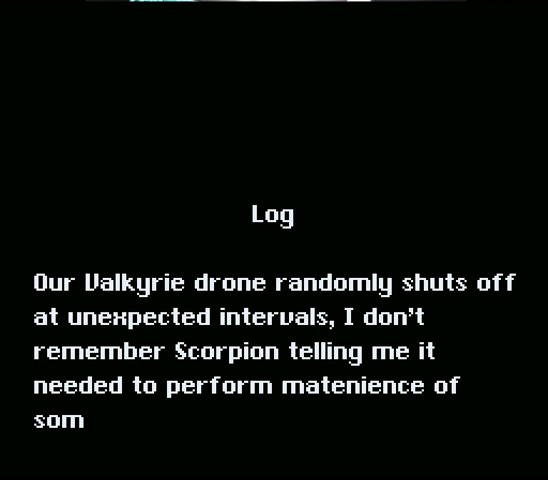 Log
Our Valkyrie drone randomly shuts off
at unexpected intervals, I don't
remember Scorpion telling me it
needed to perform matenience of
som